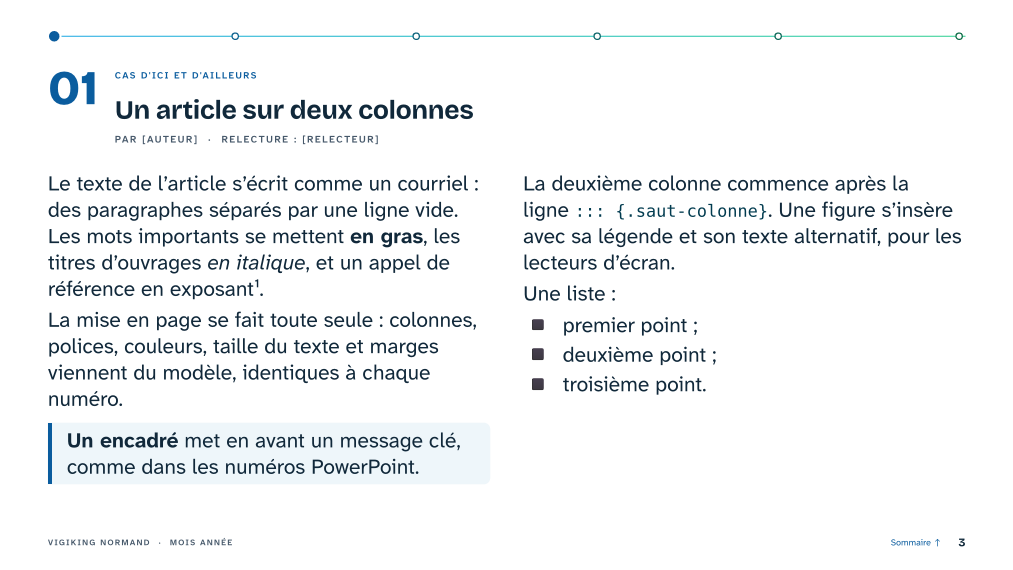 01
CAS D'ICI ET D'AILLEURS
Un article sur deux colonnes
PAR [AUTEUR] · RELECTURE : [RELECTEUR]
Le texte de l’article s’écrit comme un courriel :
des paragraphes séparés par une ligne vide.
Les mots importants se mettent en gras, les
titres d’ouvrages en italique, et un appel de
référence en exposant¹.
La mise en page se fait toute seule : colonnes,
polices, couleurs, taille du texte et marges
viennent du modèle, identiques à chaque
numéro.
Un encadré met en avant un message clé,
comme dans les numéros PowerPoint.
La deuxième colonne commence après la
ligne ::: {.saut-colonne}. Une figure s’insère
avec sa légende et son texte alternatif, pour les
lecteurs d’écran.
Une liste :
premier point ;
deuxième point ;
troisième point.
VIGIKING NORMAND · MOIS ANNÉE
Sommaire ↑ 3